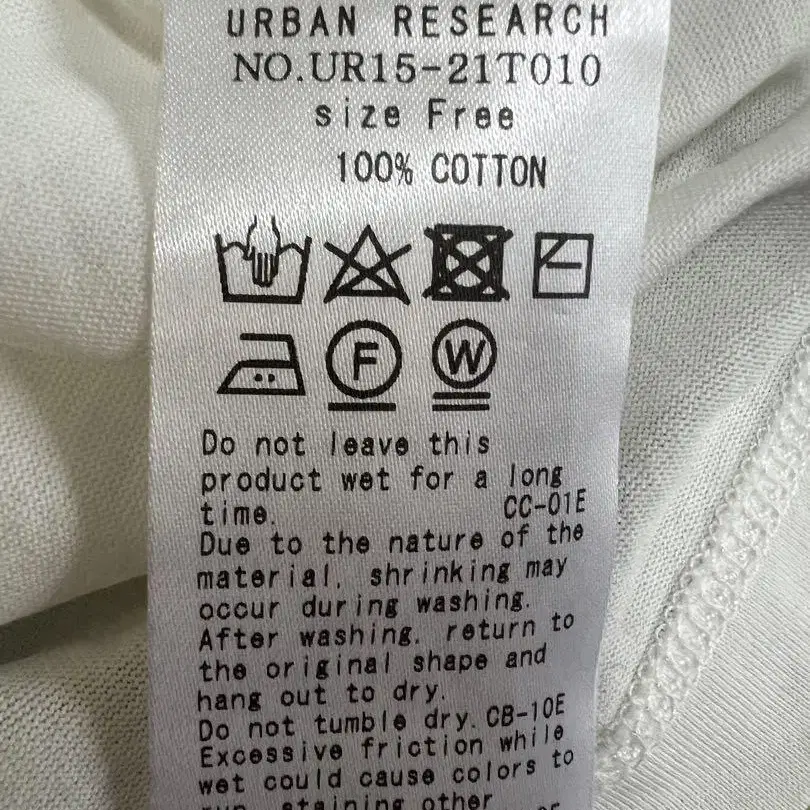 URBAN RESEARCH
NO.UR15-21T010
size Free
100% COTTON
F W
Do not leave this
product wet for a long
time. CC-01E
Due to the nature of the
material, shrinking may
occur during washing.
After washing, return to
the original shape and
hang out to dry.
Do not tumble dry. CB-10E
Excessive friction while
wet could cause colors to
run, staining other